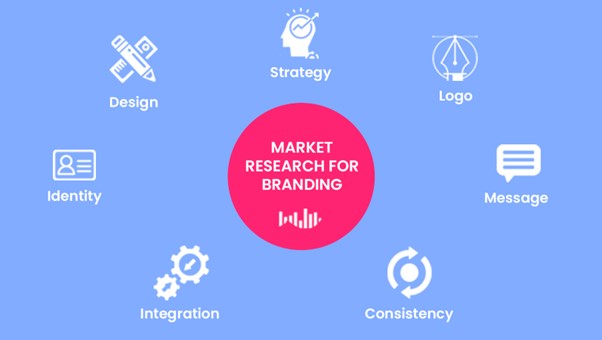 Strategy
Design
Logo
MARKET
RESEARCH FOR
BRANDING
Identity
Message
Integration
Consistency